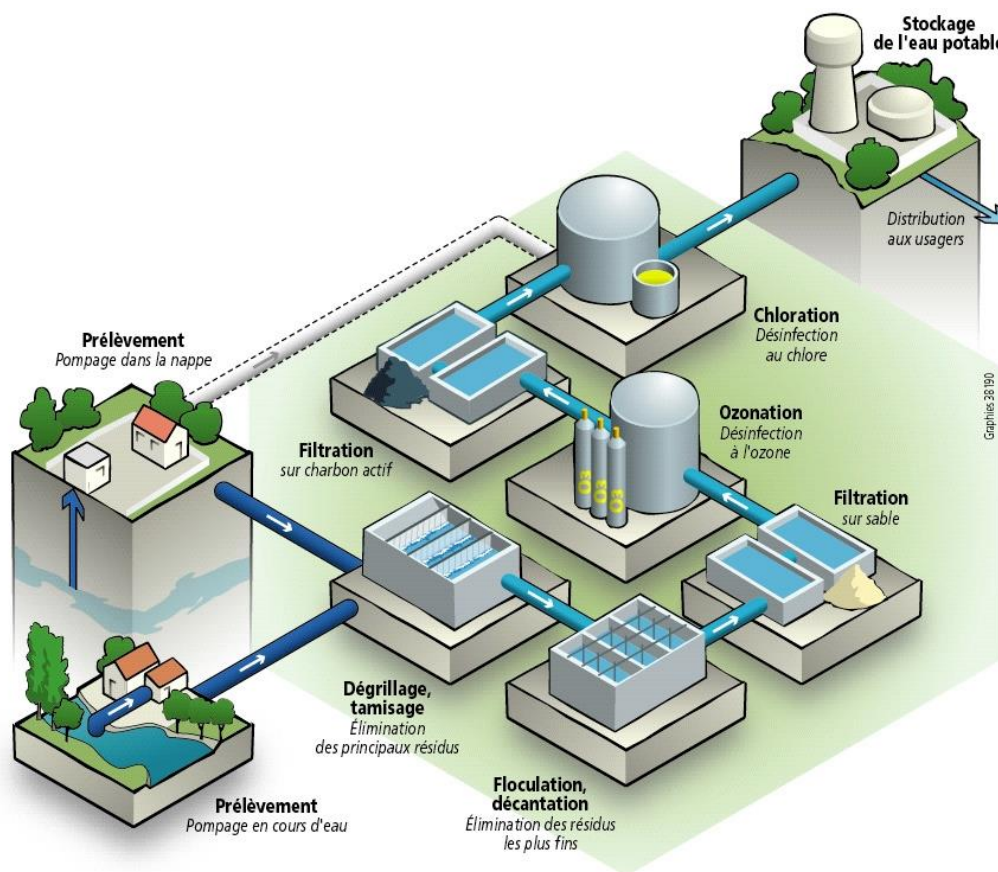 Stockage
de l'eau potable
Distribution
aux usagers
Chloration
Désinfection
au chlore
Prélèvement
Pompage dans la nappe
Graphies 38190
Ozonation
Désinfection
à l'ozone
Filtration
sur charbon actif
O3
O3
O3
Filtration
sur sable
Dégrillage,
tamisage
Élimination
des principaux résidus
Floculation,
décantation
Élimination des résidus
les plus fins
Prélèvement
Pompage en cours d'eau